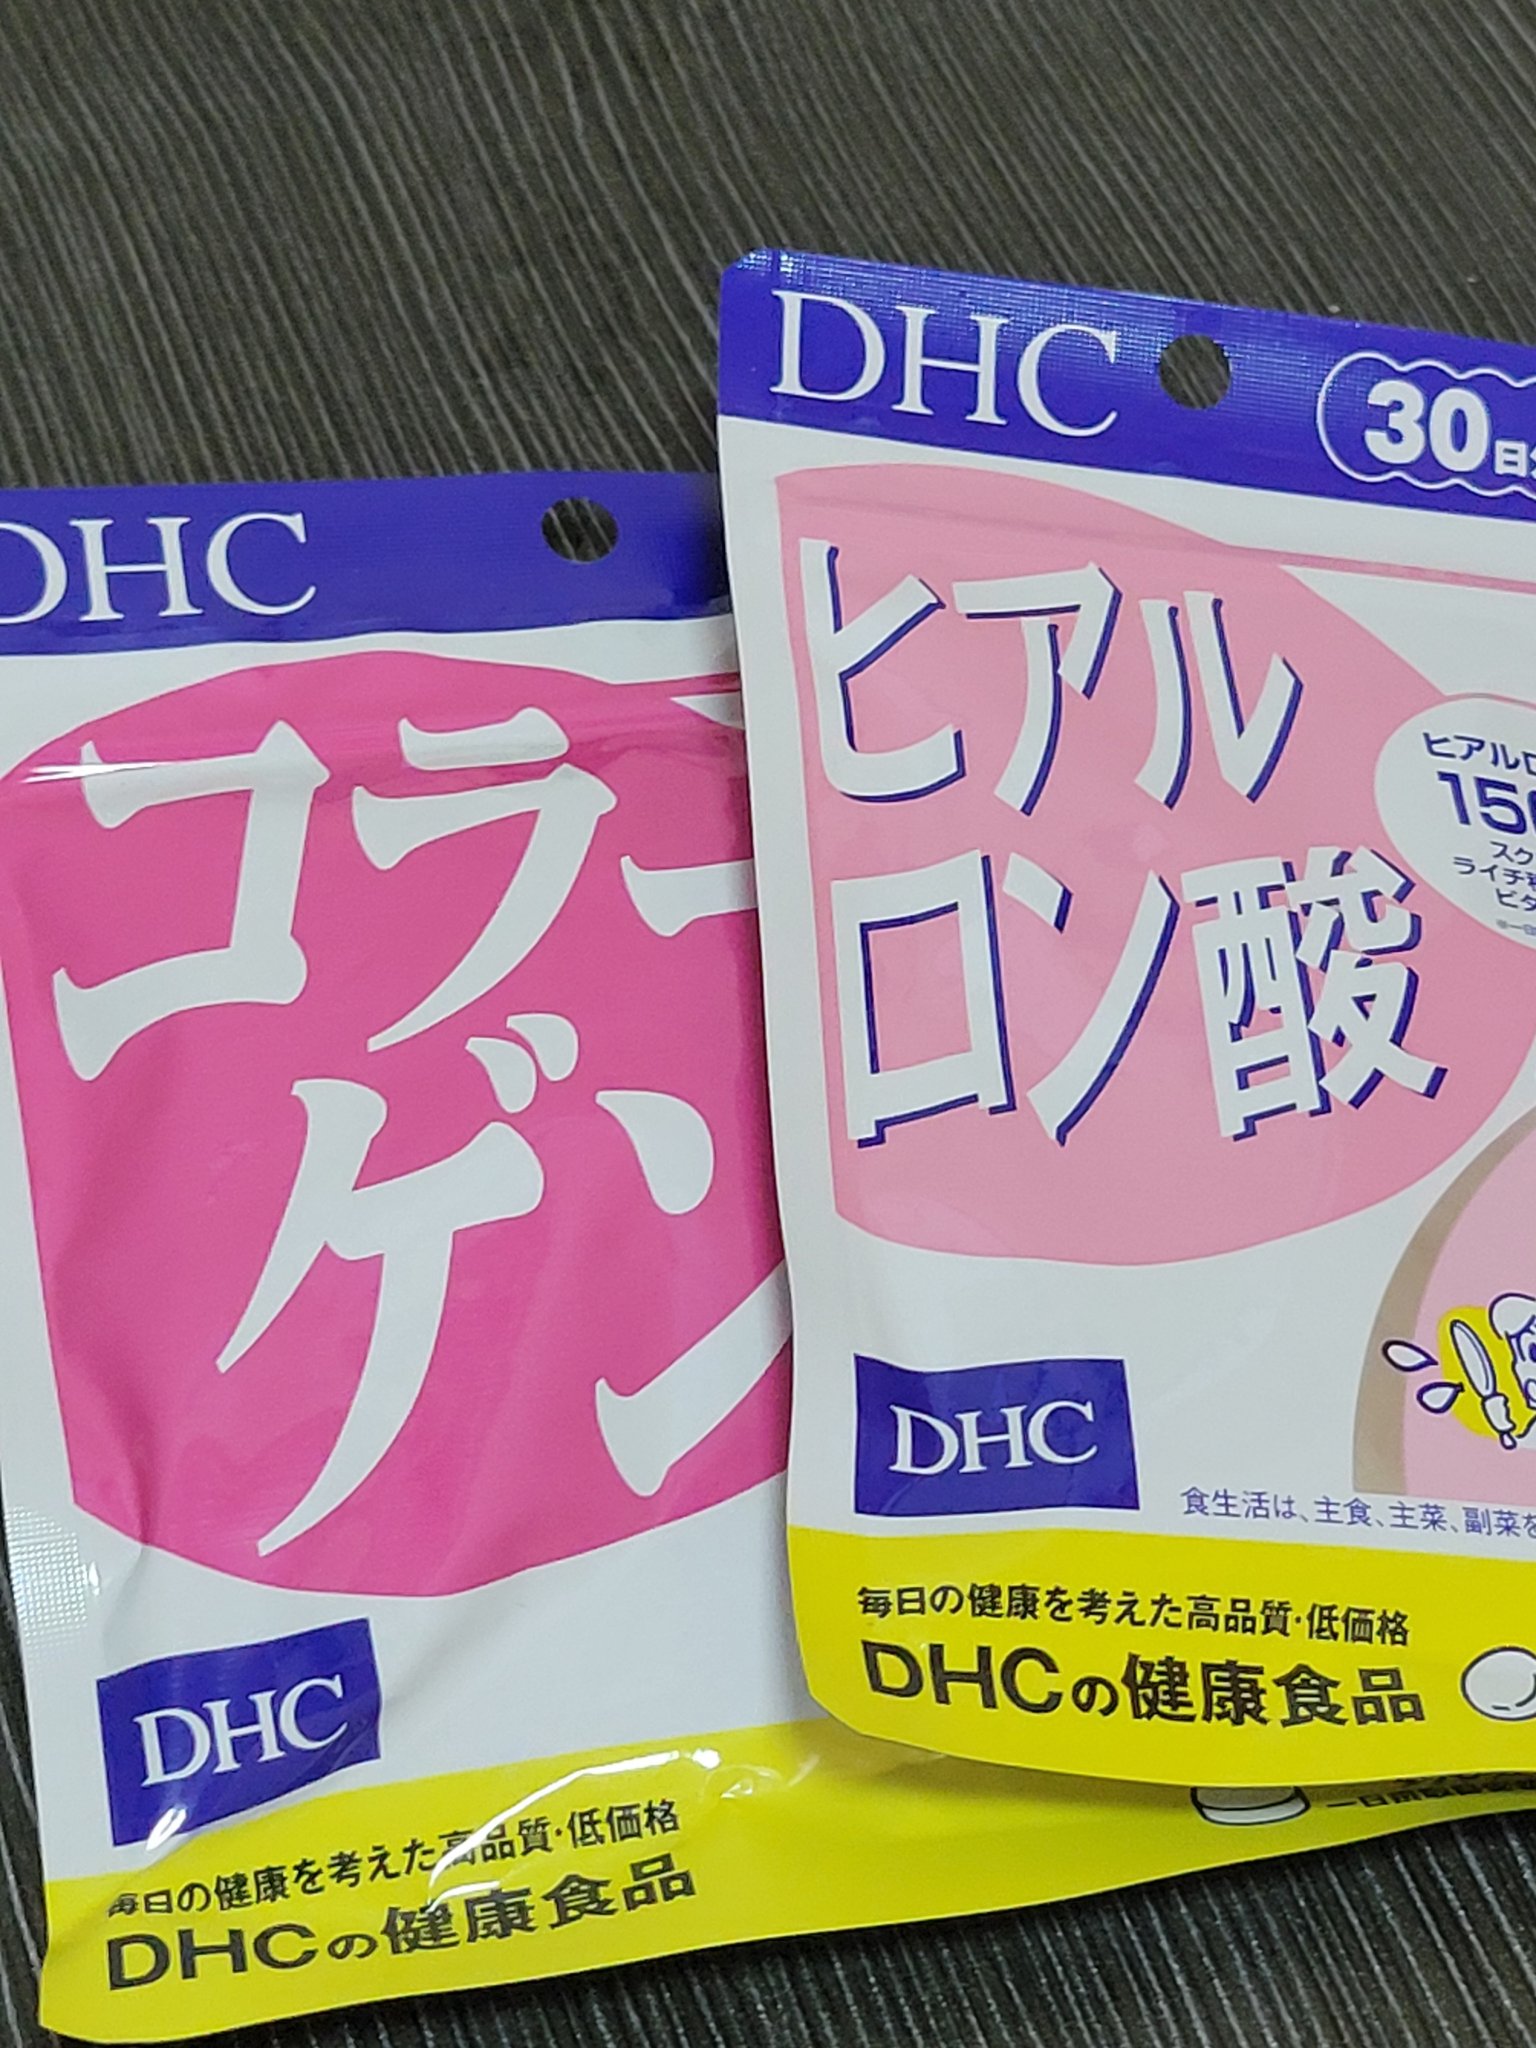 DHC
コラー
ゲン
DHC
毎日の健康を考えた高品質・低価格
DHCの健康食品
DHC
30日分
ヒアル
ロン酸
ヒアルロ
150
スク
ライチ
ビタ
DHC
食生活は、主食、主菜、副菜を
毎日の健康を考えた高品質・低価格
DHCの健康食品